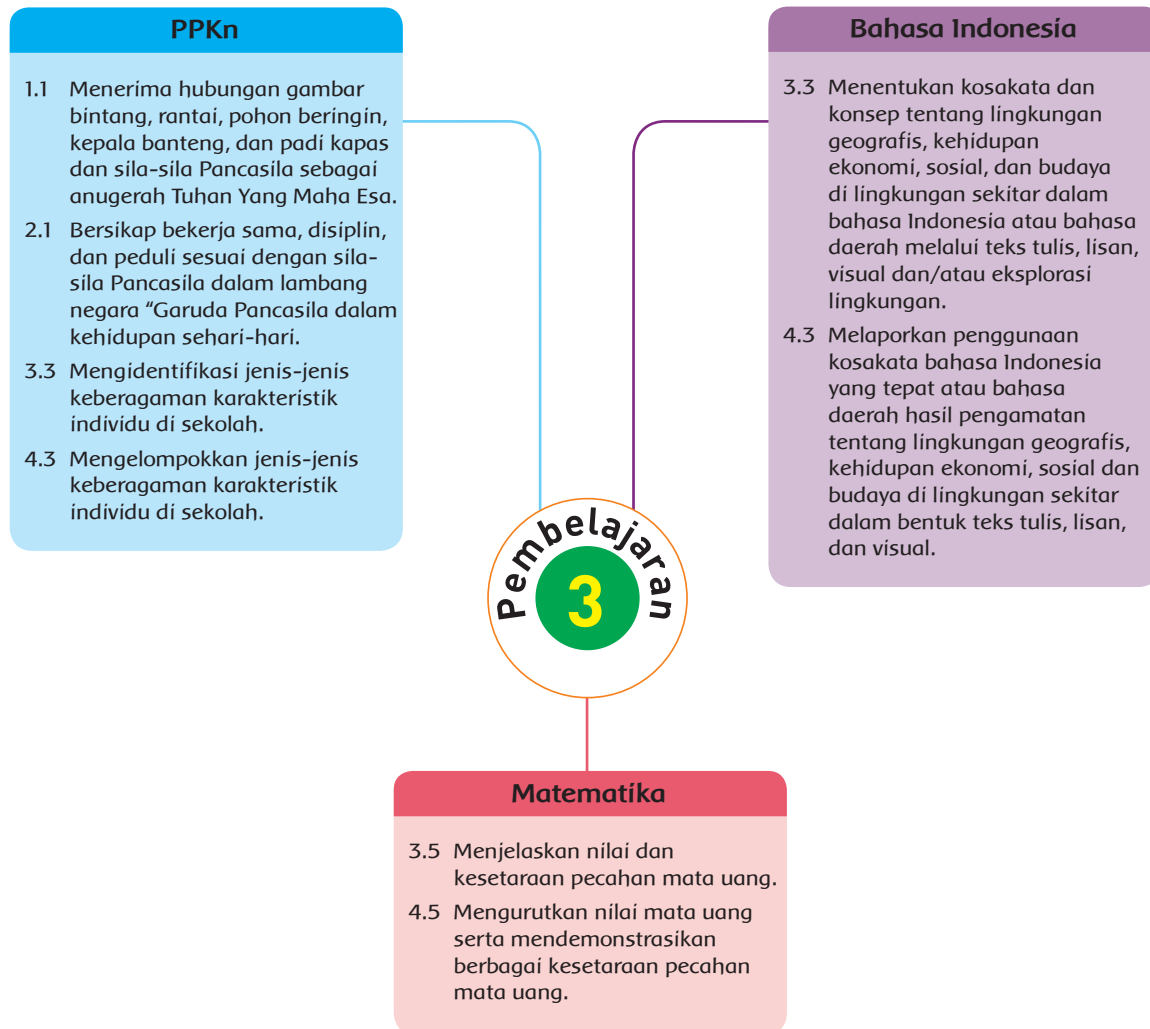 PPKn
1.1 Menerima hubungan gambar
bintang, rantai, pohon beringin,
kepala banteng, dan padi kapas
dan sila-sila Pancasila sebagai
anugerah Tuhan Yang Maha Esa.
2.1 Bersikap bekerja sama, disiplin,
dan peduli sesuai dengan sila-
sila Pancasila dalam lambang
negara “Garuda Pancasila dalam
kehidupan sehari-hari.
3.3 Mengidentifikasi jenis-jenis
keberagaman karakteristik
individu di sekolah.
4.3 Mengelompokkan jenis-jenis
keberagaman karakteristik
individu di sekolah.
Bahasa Indonesia
3.3 Menentukan kosakata dan
konsep tentang lingkungan
geografis, kehidupan
ekonomi, sosial, dan budaya
di lingkungan sekitar dalam
bahasa Indonesia atau bahasa
daerah melalui teks tulis, lisan,
visual dan/atau eksplorasi
lingkungan.
4.3 Melaporkan penggunaan
kosakata bahasa Indonesia
yang tepat atau bahasa
daerah hasil pengamatan
tentang lingkungan geografis,
kehidupan ekonomi, sosial dan
budaya di lingkungan sekitar
dalam bentuk teks tulis, lisan,
dan visual.
Pembelajaran
3
Matematika
3.5 Menjelaskan nilai dan
kesetaraan pecahan mata uang.
4.5 Mengurutkan nilai mata uang
serta mendemonstrasikan
berbagai kesetaraan pecahan
mata uang.